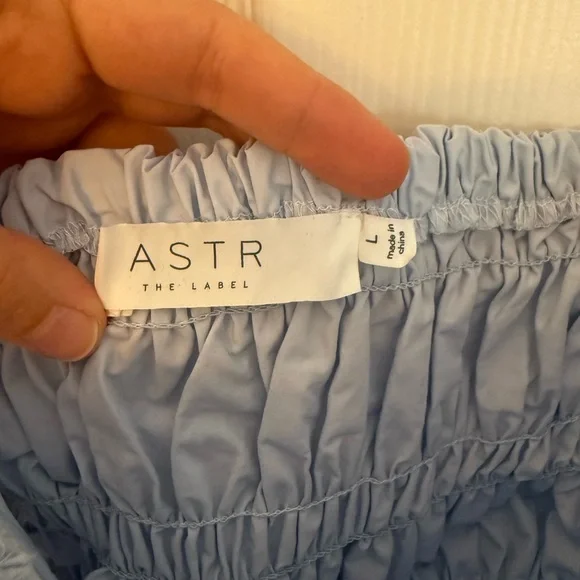 ASTR
THE LABEL
L
made in
china